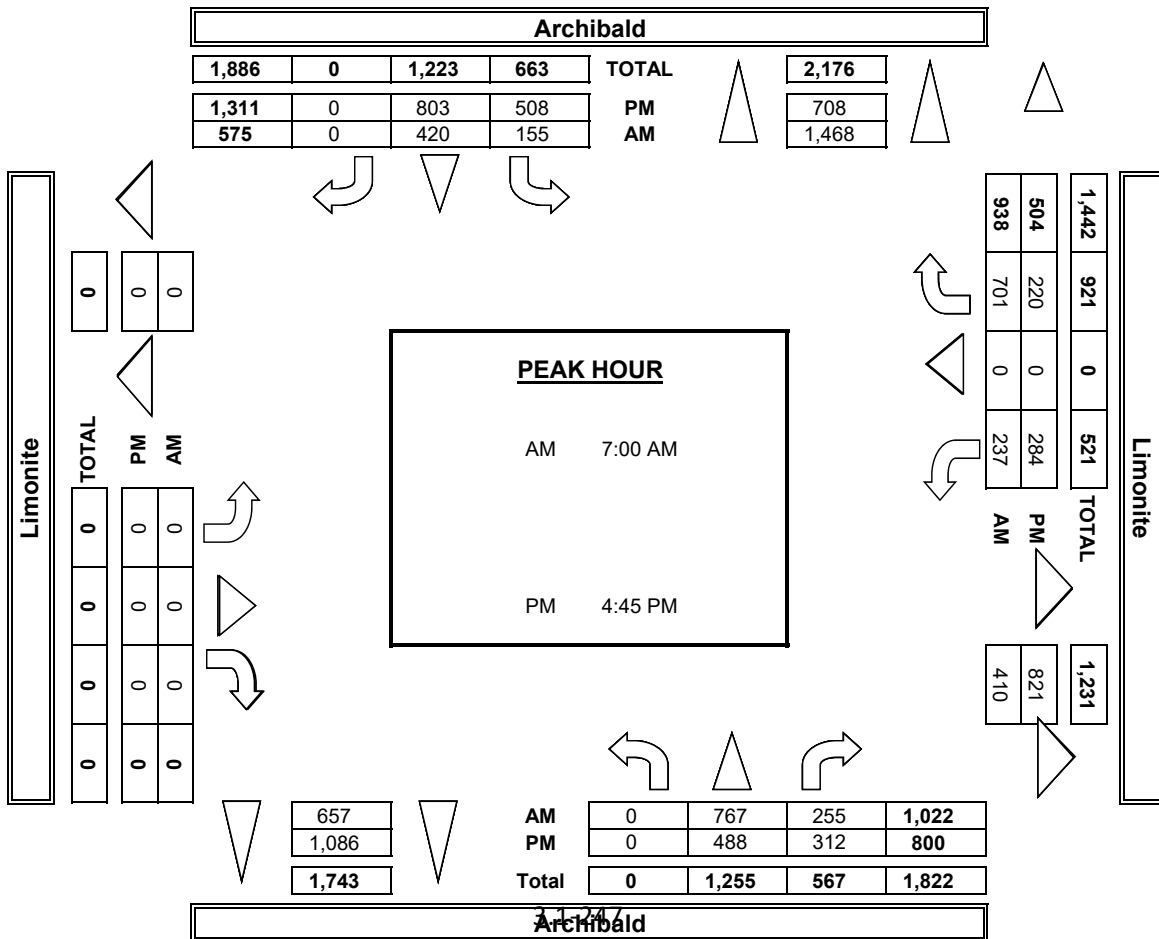 Archibald
1,886 0 1,223 663 TOTAL 2,176
1,311 0 803 508 PM 708
575 0 420 155 AM 1,468
Limonite
0 0 0
TOTAL PM AM
0 0 0
0 0 0
0 0 0
0 0 0
PEAK HOUR
AM 7:00 AM
PM 4:45 PM
938 504 1,442
701 220 921
0 0 0
237 284 521
AM PM TOTAL
410 821 1,231
Limonite
657 AM 0 767 255 1,022
1,086 PM 0 488 312 800
1,743 Total 0 1,255 567 1,822
Archibald
3.1-247